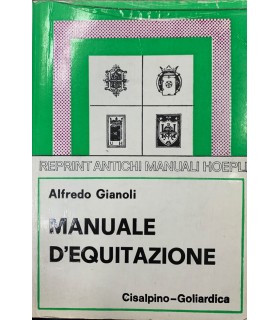 REPRINT ANTICHI MANUALI HOEPLI
Alfredo Gianoli
MANUALE
D'EQUITAZIONE
Cisalpino-Goliardica